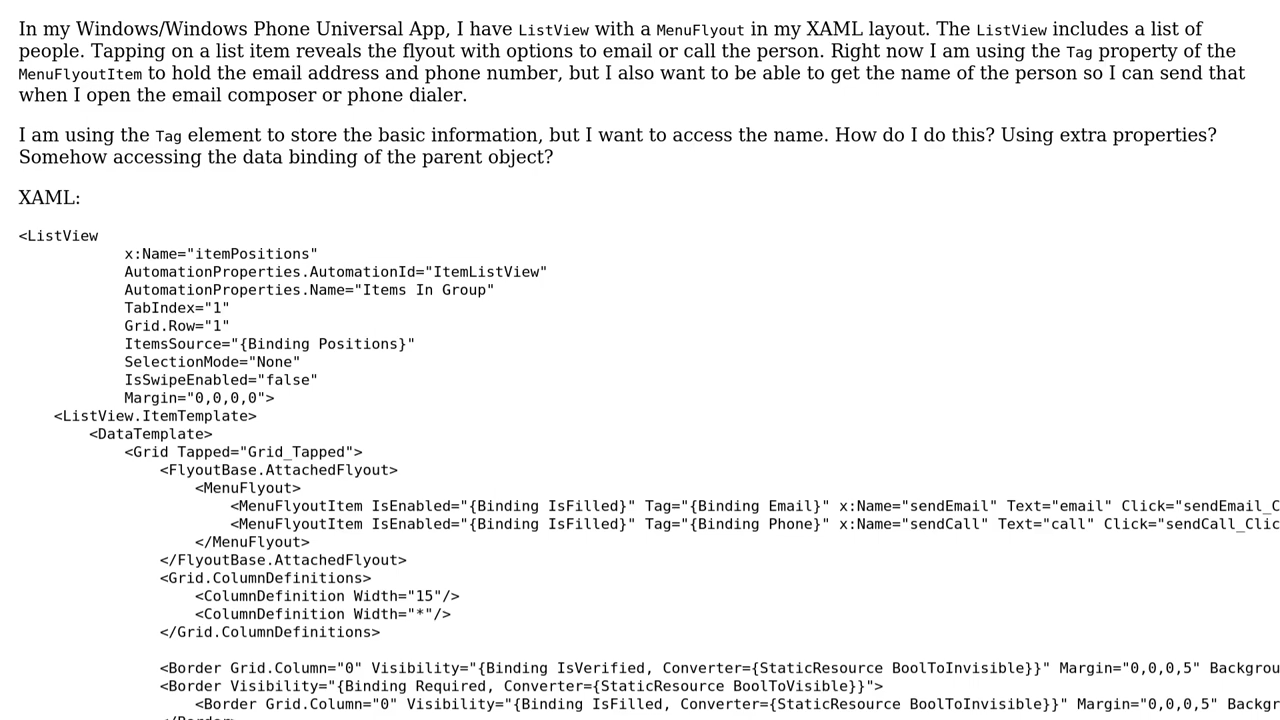 In my Windows/Windows Phone Universal App, I have ListView with a MenuFlyout in my XAML layout. The ListView includes a list of
people. Tapping on a list item reveals the flyout with options to email or call the person. Right now I am using the Tag property of the
MenuFlyoutItem to hold the email address and phone number, but I also want to be able to get the name of the person so I can send that
when I open the email composer or phone dialer.
I am using the Tag element to store the basic information, but I want to access the name. How do I do this? Using extra properties?
Somehow accessing the data binding of the parent object?
XAML:
<ListView
x:Name="itemPositions"
AutomationProperties.AutomationId="ItemListView"
AutomationProperties.Name="Items In Group"
TabIndex="1"
Grid.Row="1"
ItemsSource="{Binding Positions}"
SelectionMode="None"
IsSwipeEnabled="false"
Margin="0,0,0,0">
<ListView.ItemTemplate>
<DataTemplate>
<Grid Tapped="Grid_Tapped">
<FlyoutBase.AttachedFlyout>
<MenuFlyout>
<MenuFlyoutItem IsEnabled="{Binding IsFilled}" Tag="{Binding Email}" x:Name="sendEmail" Text="email" Click="sendEmail_C
<MenuFlyoutItem IsEnabled="{Binding IsFilled}" Tag="{Binding Phone}" x:Name="sendCall" Text="call" Click="sendCall_Clic
</MenuFlyout>
</FlyoutBase.AttachedFlyout>
<Grid.ColumnDefinitions>
<ColumnDefinition Width="15"/>
<ColumnDefinition Width="*"/>
</Grid.ColumnDefinitions>
<Border Grid.Column="0" Visibility="{Binding IsVerified, Converter={StaticResource BoolToInvisible}}" Margin="0,0,0,5" Backgrou
<Border Visibility="{Binding Required, Converter={StaticResource BoolToVisible}}">
<Border Grid.Column="0" Visibility="{Binding IsFilled, Converter={StaticResource BoolToInvisible}}" Margin="0,0,0,5" Backgr
</Border>